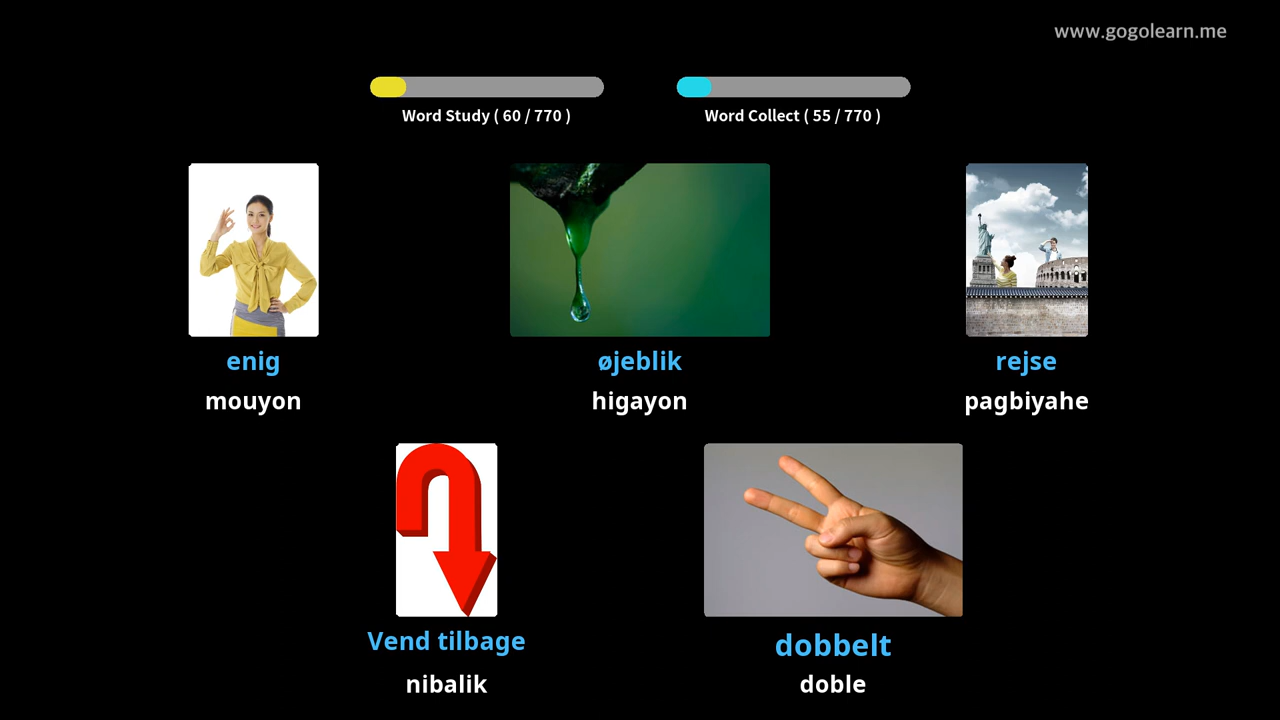 www.gogolearn.me
Word Study ( 60 / 770 )
Word Collect ( 55 / 770 )
enig
mouyon
øjeblik
higayon
rejse
pagbiyahe
Vend tilbage
nibalik
dobbelt
doble